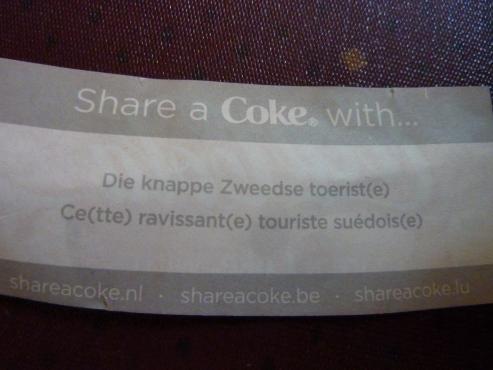 Share a Coke® with...
Die knappe Zweedse toerist(e)
Ce(tte) ravissant(e) touriste suédois(e)
shareacoke.nl · shareacoke.be · shareacoke.lu